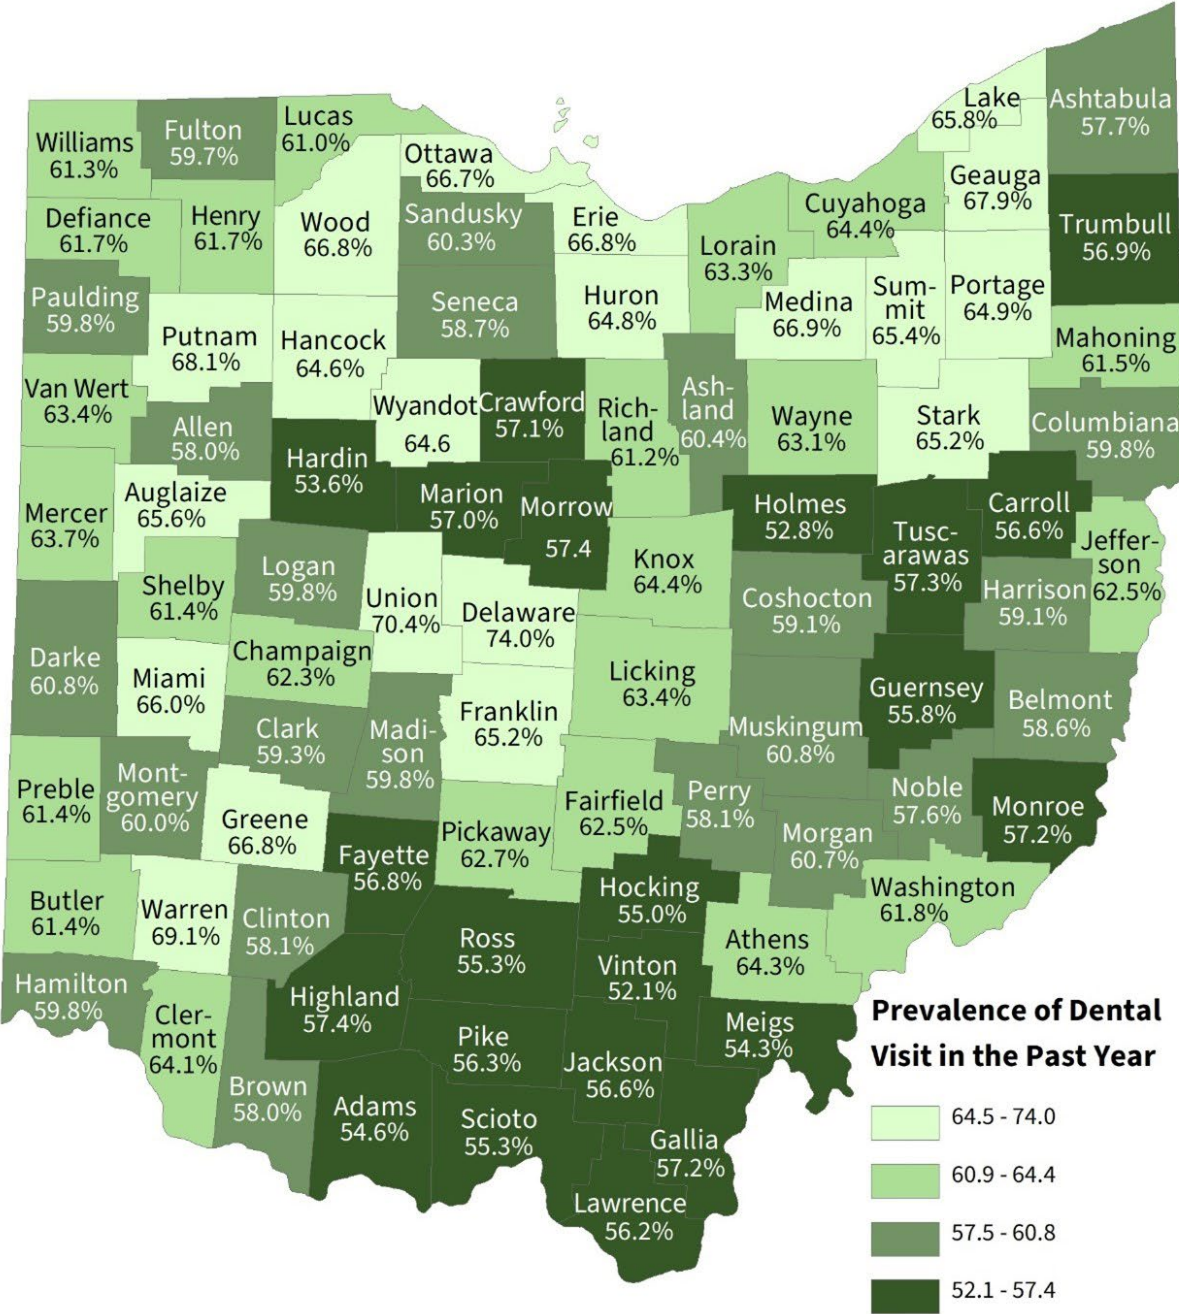 Lake
65.8%
Ashtabula
57.7%
Williams
61.3%
Fulton
59.7%
Lucas
61.0%
Ottawa
66.7%
Geauga
67.9%
Defiance
61.7%
Henry
61.7%
Wood
66.8%
Sandusky
60.3%
Erie
66.8%
Lorain
63.3%
Cuyahoga
64.4%
Trumbull
56.9%
Paulding
59.8%
Putnam
68.1%
Hancock
64.6%
Seneca
58.7%
Huron
64.8%
Medina
66.9%
Sum-
mit
65.4%
Portage
64.9%
Mahoning
61.5%
Van Wert
63.4%
Allen
58.0%
Wyandot
64.6
Crawford
57.1%
Rich-
land
61.2%
Ash-
land
60.4%
Wayne
63.1%
Stark
65.2%
Columbiana
59.8%
Hardin
53.6%
Mercer
63.7%
Auglaize
65.6%
Marion
57.0%
Morrow
57.4
Holmes
52.8%
Tusc-
arawas
57.3%
Carroll
56.6%
Jeffer-
son
62.5%
Shelby
61.4%
Logan
59.8%
Union
70.4%
Delaware
74.0%
Knox
64.4%
Coshocton
59.1%
Harrison
59.1%
Darke
60.8%
Miami
66.0%
Champaign
62.3%
Licking
63.4%
Guernsey
55.8%
Belmont
58.6%
Clark
59.3%
Madi-
son
59.8%
Franklin
65.2%
Muskingum
60.8%
Preble
61.4%
Mont-
gomery
60.0%
Greene
66.8%
Fayette
56.8%
Pickaway
62.7%
Fairfield
62.5%
Perry
58.1%
Morgan
60.7%
Noble
57.6%
Monroe
57.2%
Butler
61.4%
Warren
69.1%
Clinton
58.1%
Ross
55.3%
Hocking
55.0%
Athens
64.3%
Washington
61.8%
Hamilton
59.8%
Cler-
mont
64.1%
Highland
57.4%
Vinton
52.1%
Pike
56.3%
Jackson
56.6%
Meigs
54.3%
Brown
58.0%
Adams
54.6%
Scioto
55.3%
Gallia
57.2%
Lawrence
56.2%
Prevalence of Dental
Visit in the Past Year
64.5 - 74.0
60.9 - 64.4
57.5 - 60.8
52.1 - 57.4